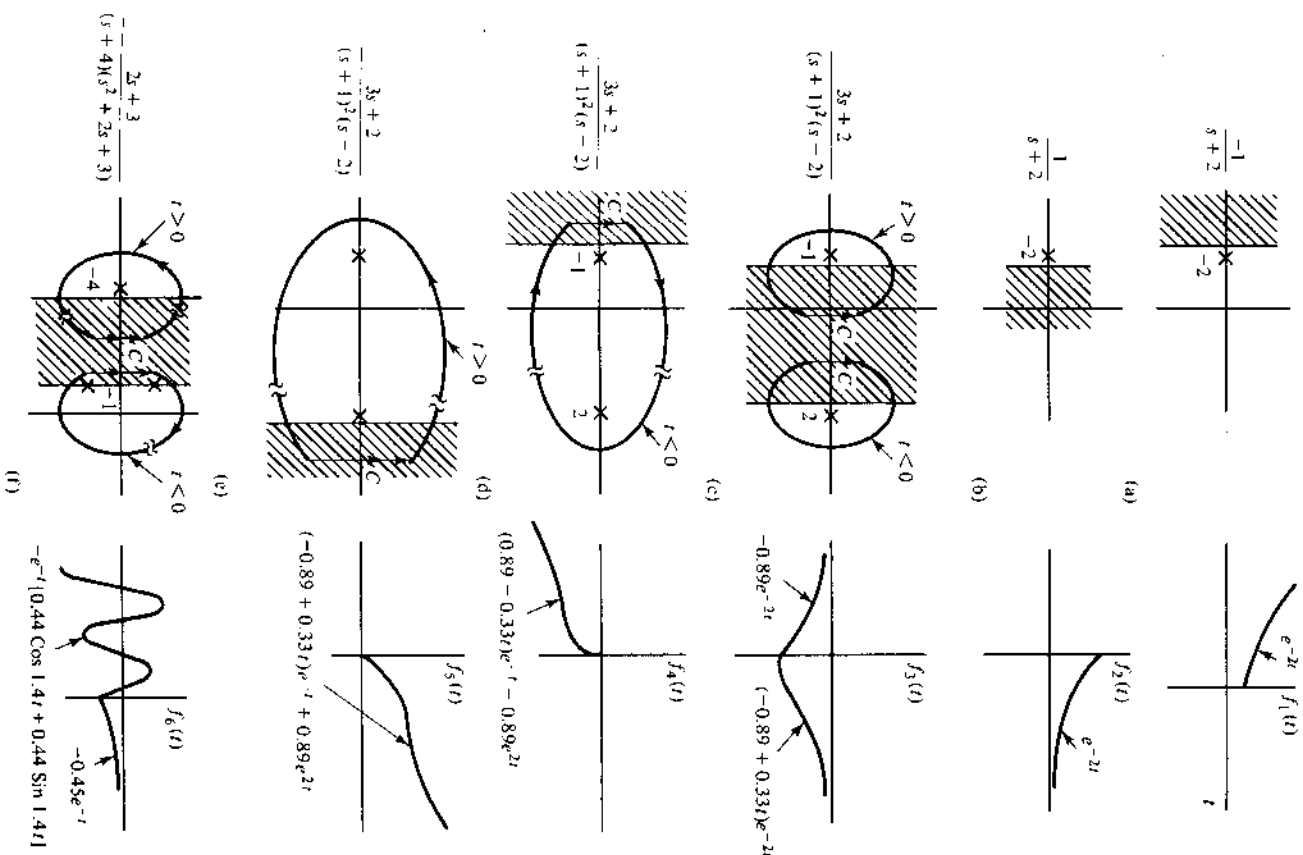 -1
s + 2
-2
f₁(t)
e^{-2t}
t
(a)
1
s + 2
-2
f₂(t)
e^{-2t}
(b)
3s + 2
(s + 1)²(s − 2)
t > 0
-1
C
C
2
t < 0
f₃(t)
-0.89e^{-2t}
(-0.89 + 0.33t)e^{-2t}
(c)
3s + 2
(s + 1)²(s − 2)
C
-1
2
t < 0
f₄(t)
(0.89 − 0.33t)e^{-t} − 0.89e^{2t}
(d)
3s + 2
(s + 1)²(s − 2)
t > 0
C
f₅(t)
(-0.89 + 0.33t)e^{-t} + 0.89e^{2t}
(e)
2s + 3
(s + 4)(s² + 2s + 3)
t > 0
-4
C
C
-1
t < 0
f₆(t)
-0.45e^{-t}
-e^{-t}[0.44 Cos 1.4t + 0.44 Sin 1.4t]
(f)